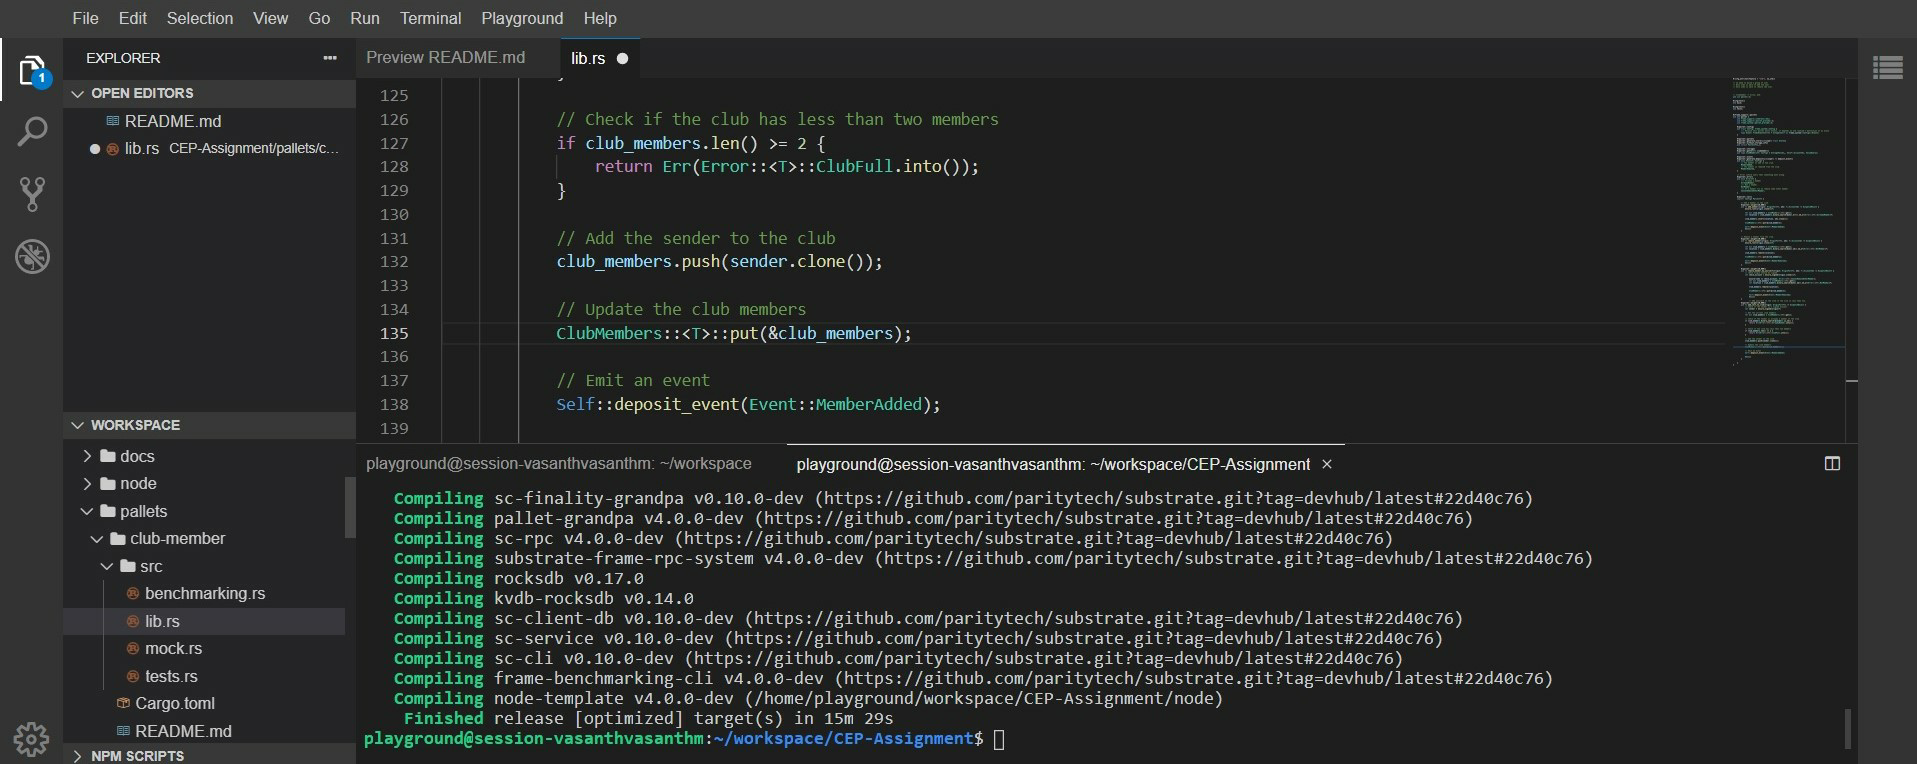 File Edit Selection View Go Run Terminal Playground Help
EXPLORER ···
1
OPEN EDITORS
README.md
lib.rs CEP-Assignment/pallets/c...
WORKSPACE
docs
node
pallets
club-member
src
benchmarking.rs
lib.rs
mock.rs
tests.rs
Cargo.toml
README.md
NPM SCRIPTS
Preview README.md lib.rs
125
126 // Check if the club has less than two members
127 if club_members.len() >= 2 {
128 return Err(Error::<T>::ClubFull.into());
129 }
130
131 // Add the sender to the club
132 club_members.push(sender.clone());
133
134 // Update the club members
135 ClubMembers::<T>::put(&club_members);
136
137 // Emit an event
138 Self::deposit_event(Event::MemberAdded);
139
playground@session-vasanthvasanthm: ~/workspace playground@session-vasanthvasanthm: ~/workspace/CEP-Assignment ×
Compiling sc-finality-grandpa v0.10.0-dev (https://github.com/paritytech/substrate.git?tag=devhub/latest#22d40c76)
Compiling pallet-grandpa v4.0.0-dev (https://github.com/paritytech/substrate.git?tag=devhub/latest#22d40c76)
Compiling sc-rpc v4.0.0-dev (https://github.com/paritytech/substrate.git?tag=devhub/latest#22d40c76)
Compiling substrate-frame-rpc-system v4.0.0-dev (https://github.com/paritytech/substrate.git?tag=devhub/latest#22d40c76)
Compiling rocksdb v0.17.0
Compiling kvdb-rocksdb v0.14.0
Compiling sc-client-db v0.10.0-dev (https://github.com/paritytech/substrate.git?tag=devhub/latest#22d40c76)
Compiling sc-service v0.10.0-dev (https://github.com/paritytech/substrate.git?tag=devhub/latest#22d40c76)
Compiling sc-cli v0.10.0-dev (https://github.com/paritytech/substrate.git?tag=devhub/latest#22d40c76)
Compiling frame-benchmarking-cli v4.0.0-dev (https://github.com/paritytech/substrate.git?tag=devhub/latest#22d40c76)
Compiling node-template v4.0.0-dev (/home/playground/workspace/CEP-Assignment/node)
Finished release [optimized] target(s) in 15m 29s
playground@session-vasanthvasanthm:~/workspace/CEP-Assignment$